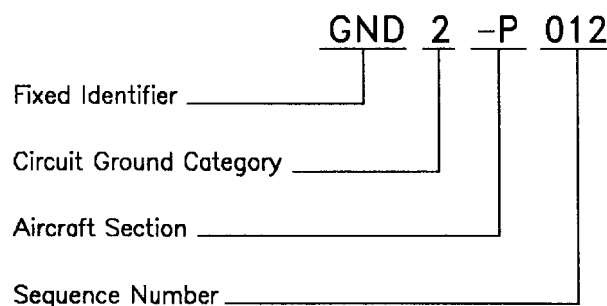 GND 2 -P 012
Fixed Identifier
Circuit Ground Category
Aircraft Section
Sequence Number